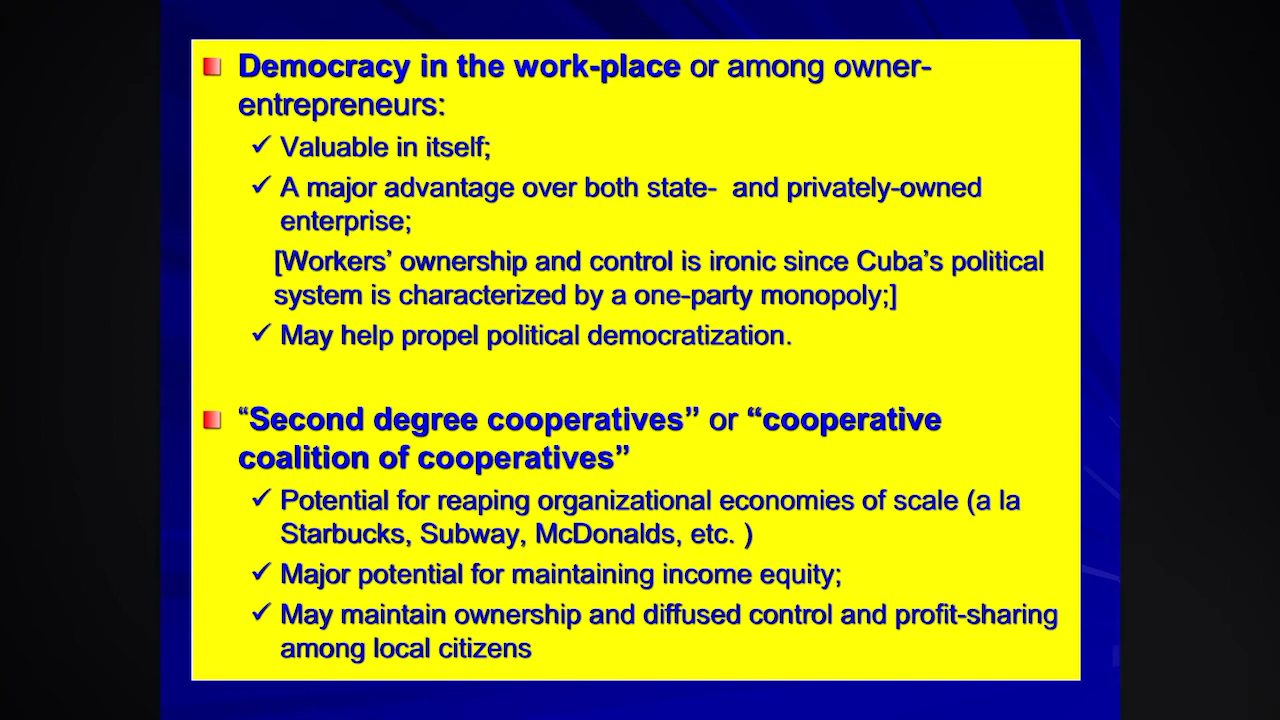 Democracy in the work-place or among owner-
entrepreneurs:
✓ Valuable in itself;
✓ A major advantage over both state-  and privately-owned
enterprise;
[Workers’ ownership and control is ironic since Cuba’s political
system is characterized by a one-party monopoly;]
✓ May help propel political democratization.
“Second degree cooperatives” or “cooperative
coalition of cooperatives”
✓ Potential for reaping organizational economies of scale (a la
Starbucks, Subway, McDonalds, etc. )
✓ Major potential for maintaining income equity;
✓ May maintain ownership and diffused control and profit-sharing
among local citizens